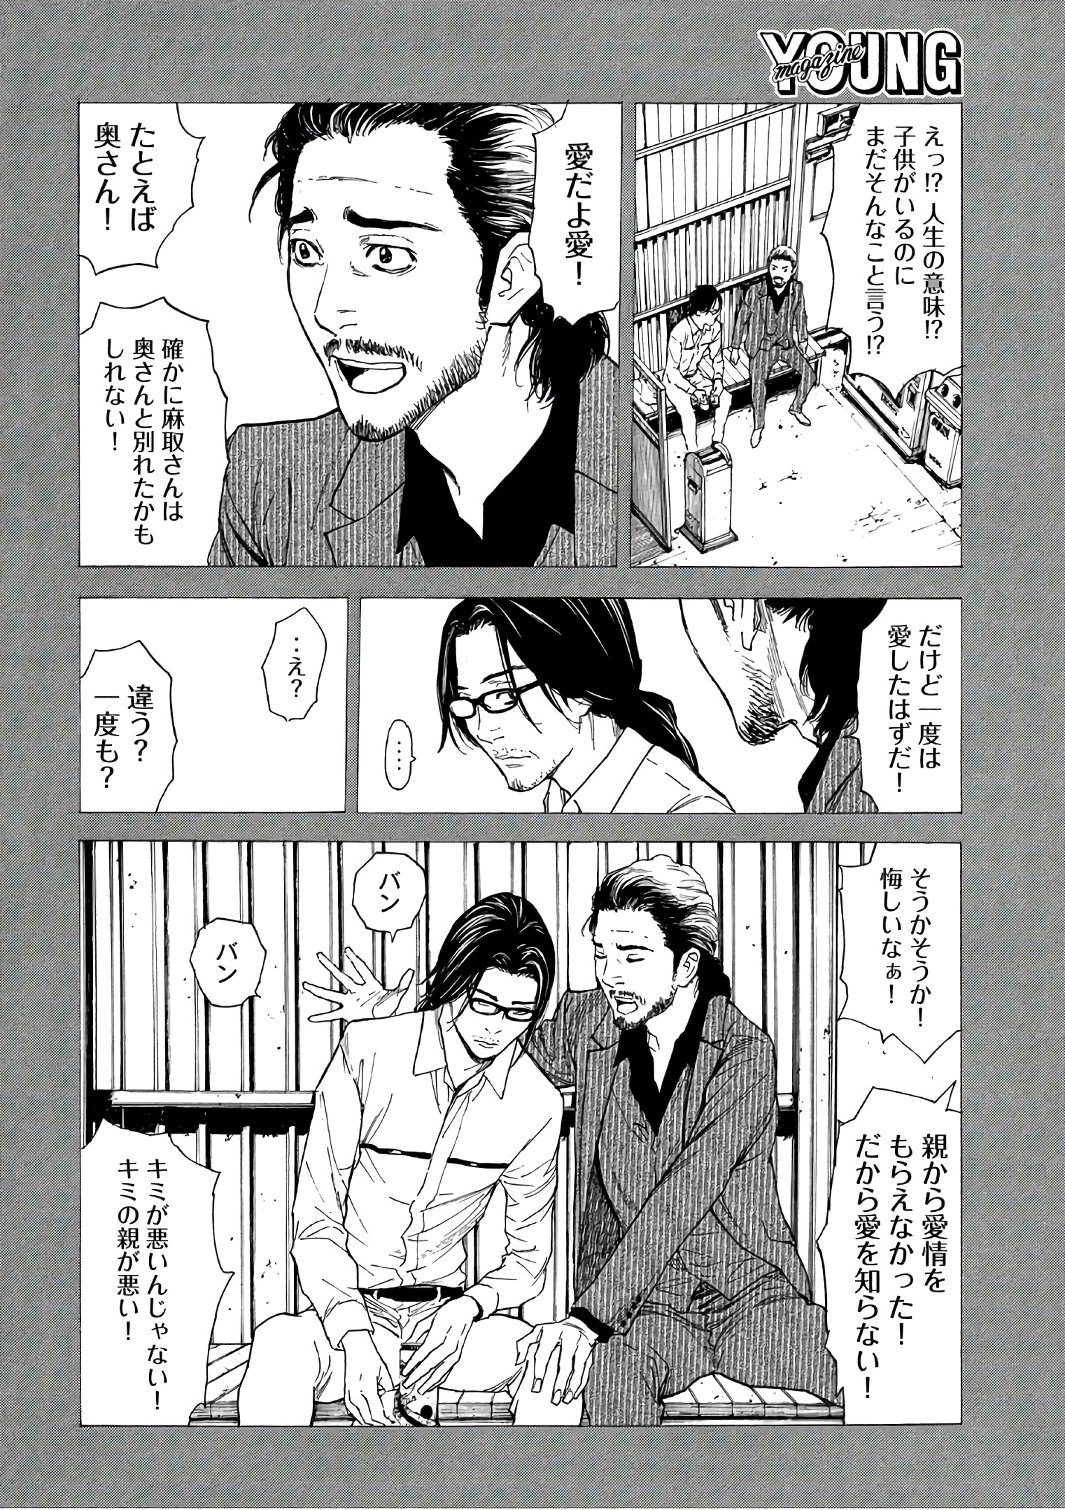 YOUNG
magazine
えっ!?人生の意味!?
子供がいるのに
まだそんなこと言う!?
愛だよ愛！
たとえば
奥さん！
確かに麻取さんは
奥さんと別れたかも
しれない！
だけど一度は
愛したはずだ！
‥‥
‥え？
違う？
一度も？
そうかそうか！
悔しいなぁ！
バン
バン
親から愛情を
もらえなかった！
だから愛を知らない！
キミが悪いんじゃない！
キミの親が悪い！